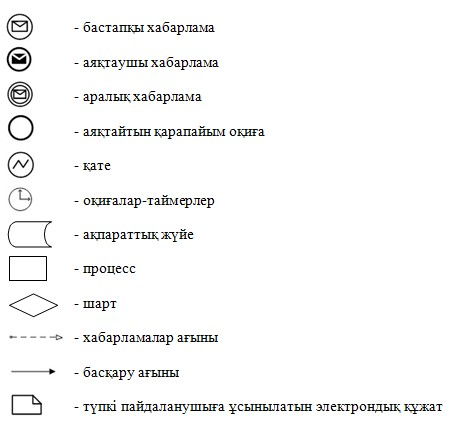 - бастапқы хабарлама
- аяқтаушы хабарлама
- аралық хабарлама
- аяқтайтын қарапайым оқиға
- қате
- оқиғалар-таймерлер
- ақпараттық жүйе
- процесс
- шарт
- хабарламалар ағыны
- басқару ағыны
- түпкі пайдаланушыға ұсынылатын электрондық құжат